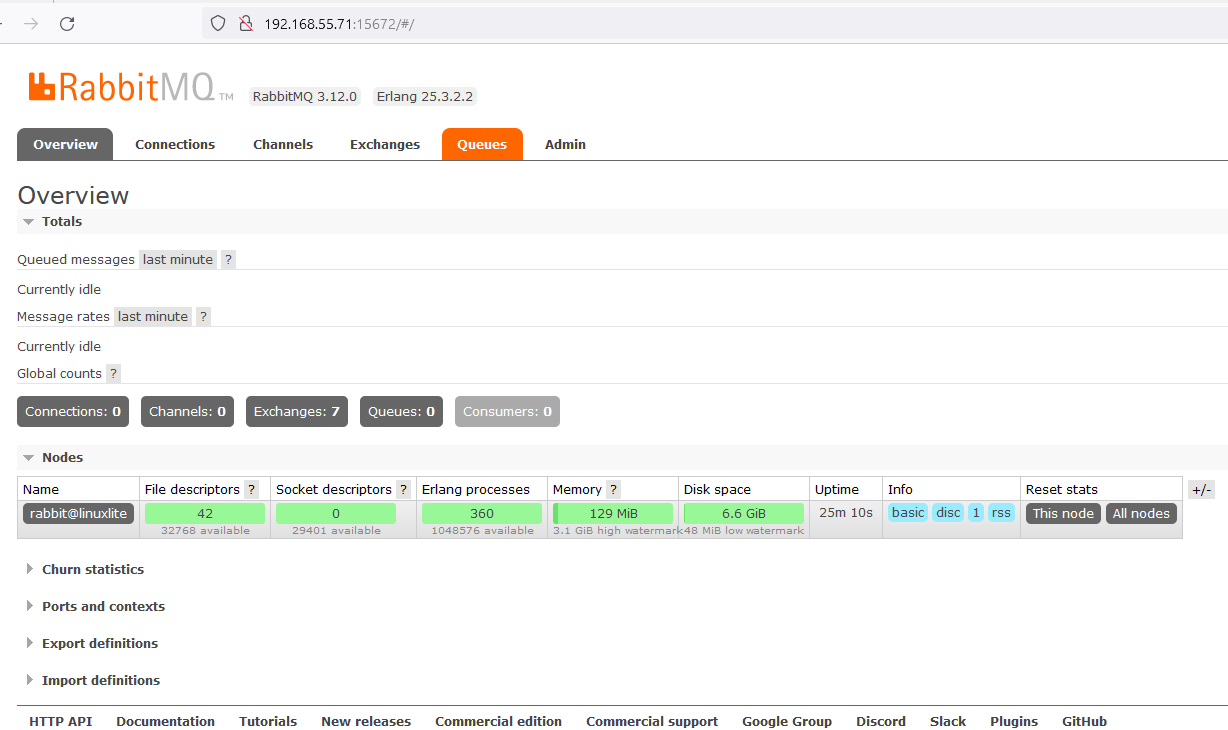 192.168.55.71:15672/#/
RabbitMQ TM RabbitMQ 3.12.0 Erlang 25.3.2.2
Overview Connections Channels Exchanges Queues Admin
Overview
Totals
Queued messages last minute ?
Currently idle
Message rates last minute ?
Currently idle
Global counts ?
Connections: 0 Channels: 0 Exchanges: 7 Queues: 0 Consumers: 0
Nodes
Name File descriptors ? Socket descriptors ? Erlang processes Memory ? Disk space Uptime Info Reset stats +/-
rabbit@linuxlite 42 0 360 129 MiB 6.6 GiB 25m 10s basic disc 1 rss This node All nodes
32768 available 29401 available 1048576 available 3.1 GiB high watermark 48 MiB low watermark
Churn statistics
Ports and contexts
Export definitions
Import definitions
HTTP API Documentation Tutorials New releases Commercial edition Commercial support Google Group Discord Slack Plugins GitHub